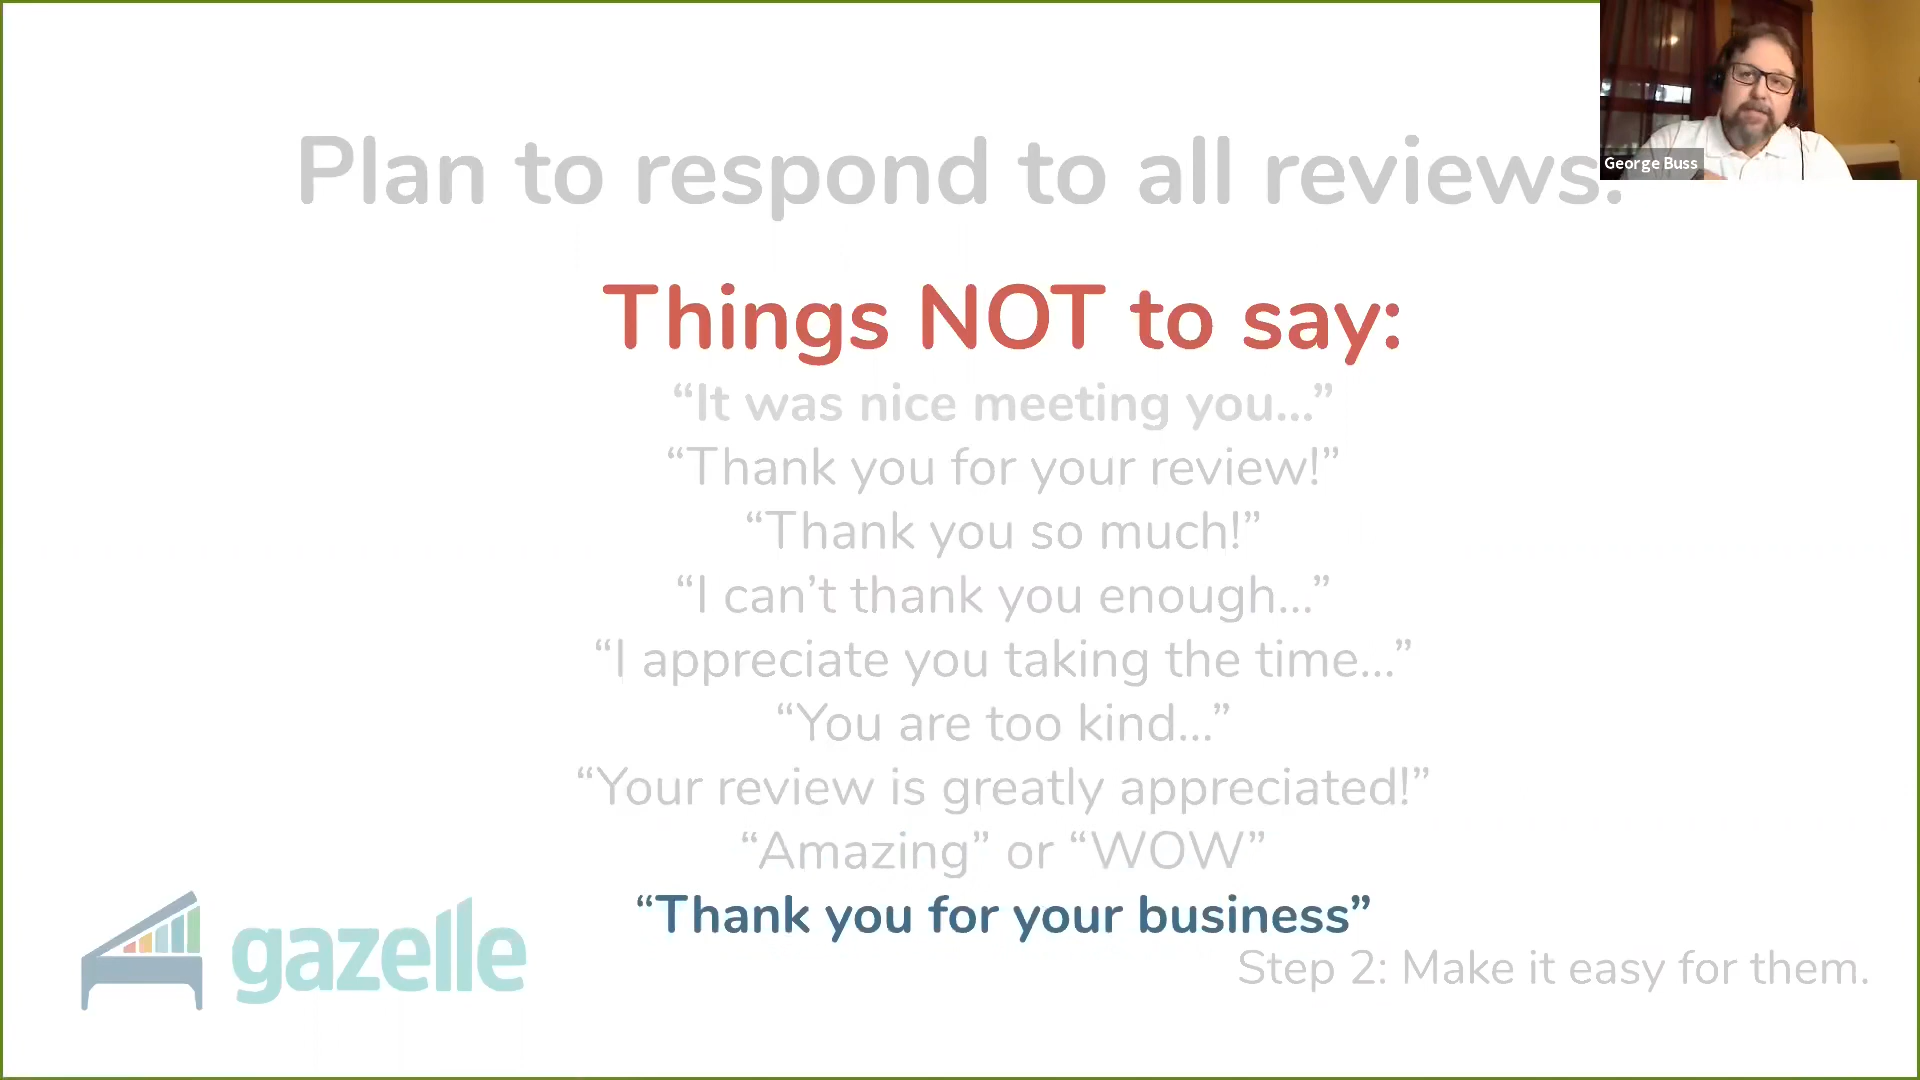 Plan to respond to all reviews.
George Buss
Things NOT to say:
“It was nice meeting you...”
“Thank you for your review!”
“Thank you so much!”
“I can’t thank you enough...”
“I appreciate you taking the time...”
“You are too kind...”
“Your review is greatly appreciated!”
“Amazing” or “WOW”
“Thank you for your business”
gazelle
Step 2: Make it easy for them.